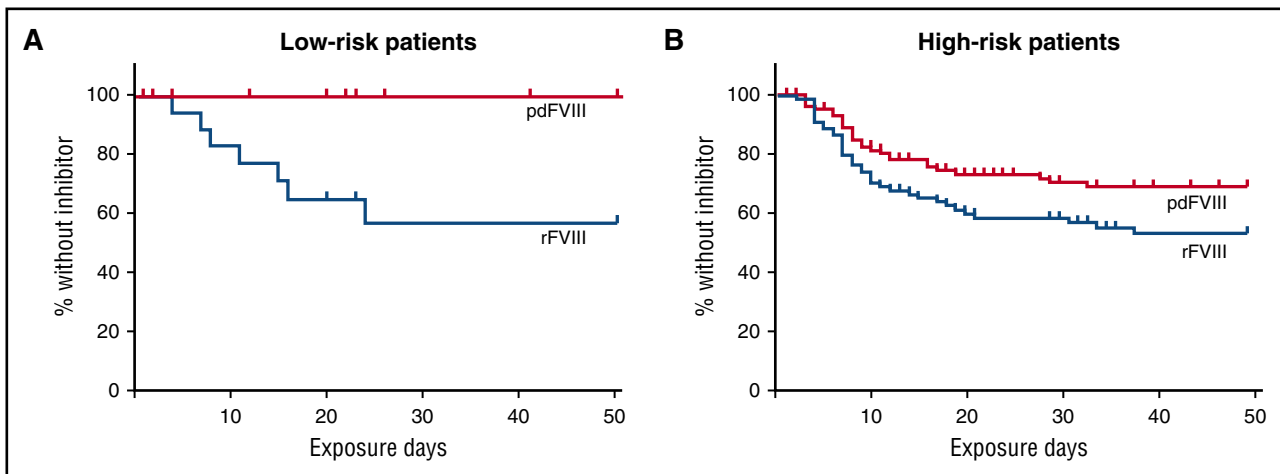 A
Low-risk patients
% without inhibitor
100
80
60
40
20
0
pdFVIII
rFVIII
10 20 30 40 50
Exposure days
B
High-risk patients
% without inhibitor
100
80
60
40
20
0
pdFVIII
rFVIII
10 20 30 40 50
Exposure days